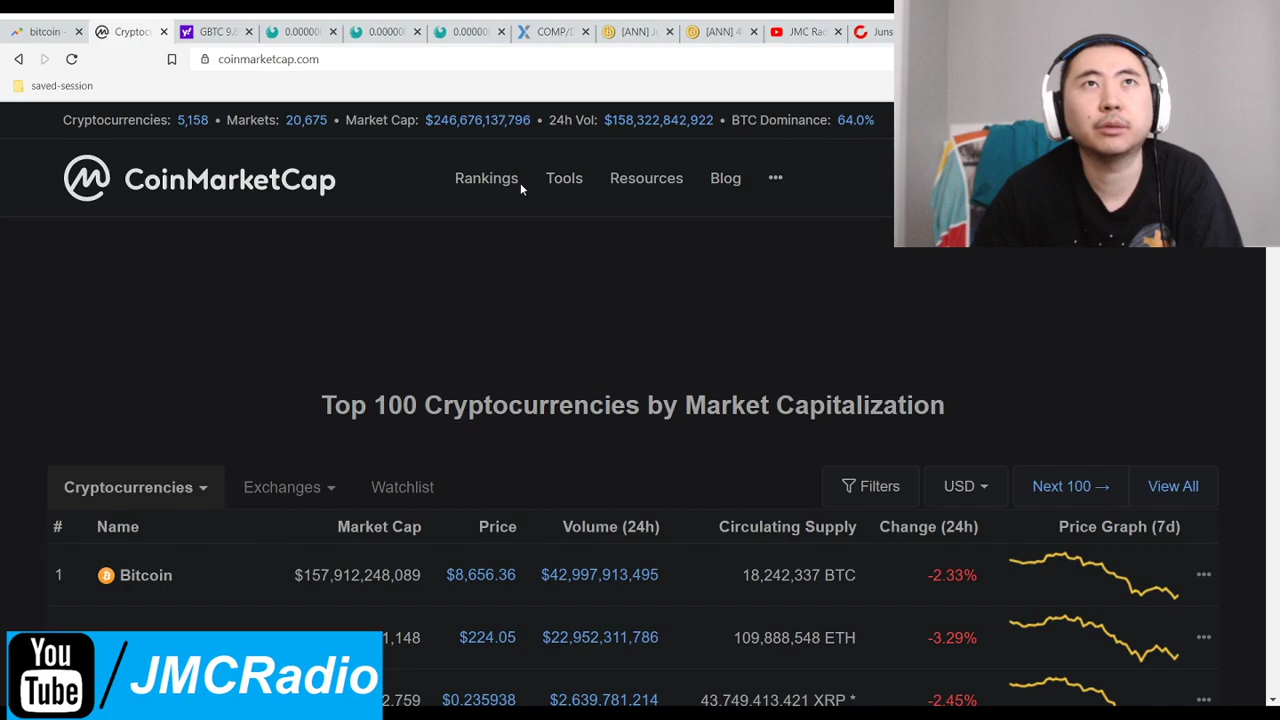 bitcoin - Cryptoc GBTC 9.8 0.00000 0.00000 0.00000 COMP/D [ANN] J [ANN] 4 JMC Rad Juns
coinmarketcap.com
saved-session
Cryptocurrencies: 5,158 • Markets: 20,675 • Market Cap: $246,676,137,796 • 24h Vol: $158,322,842,922 • BTC Dominance: 64.0%
CoinMarketCap Rankings Tools Resources Blog •••
Top 100 Cryptocurrencies by Market Capitalization
Cryptocurrencies Exchanges Watchlist Filters USD Next 100 → View All
# Name Market Cap Price Volume (24h) Circulating Supply Change (24h) Price Graph (7d)
1 Bitcoin $157,912,248,089 $8,656.36 $42,997,913,495 18,242,337 BTC -2.33%
1,148 $224.05 $22,952,311,786 109,888,548 ETH -3.29%
2,759 $0.235938 $2,639,781,214 43,749,413,421 XRP * -2.45%
You Tube / JMCRadio